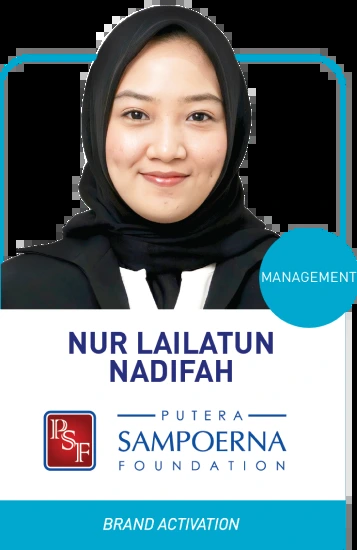 MANAGEMENT
NUR LAILATUN
NADIFAH
PSF
PUTERA
SAMPOERNA
FOUNDATION
BRAND ACTIVATION